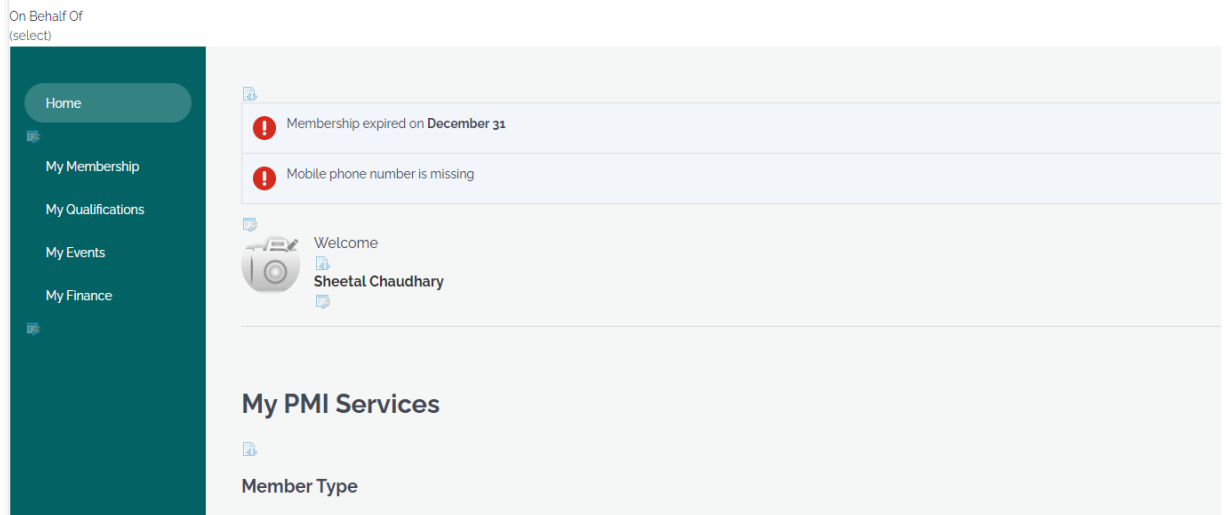 On Behalf Of
(select)
Home
My Membership
My Qualifications
My Events
My Finance
Membership expired on December 31
Mobile phone number is missing
Welcome
Sheetal Chaudhary
My PMI Services
Member Type